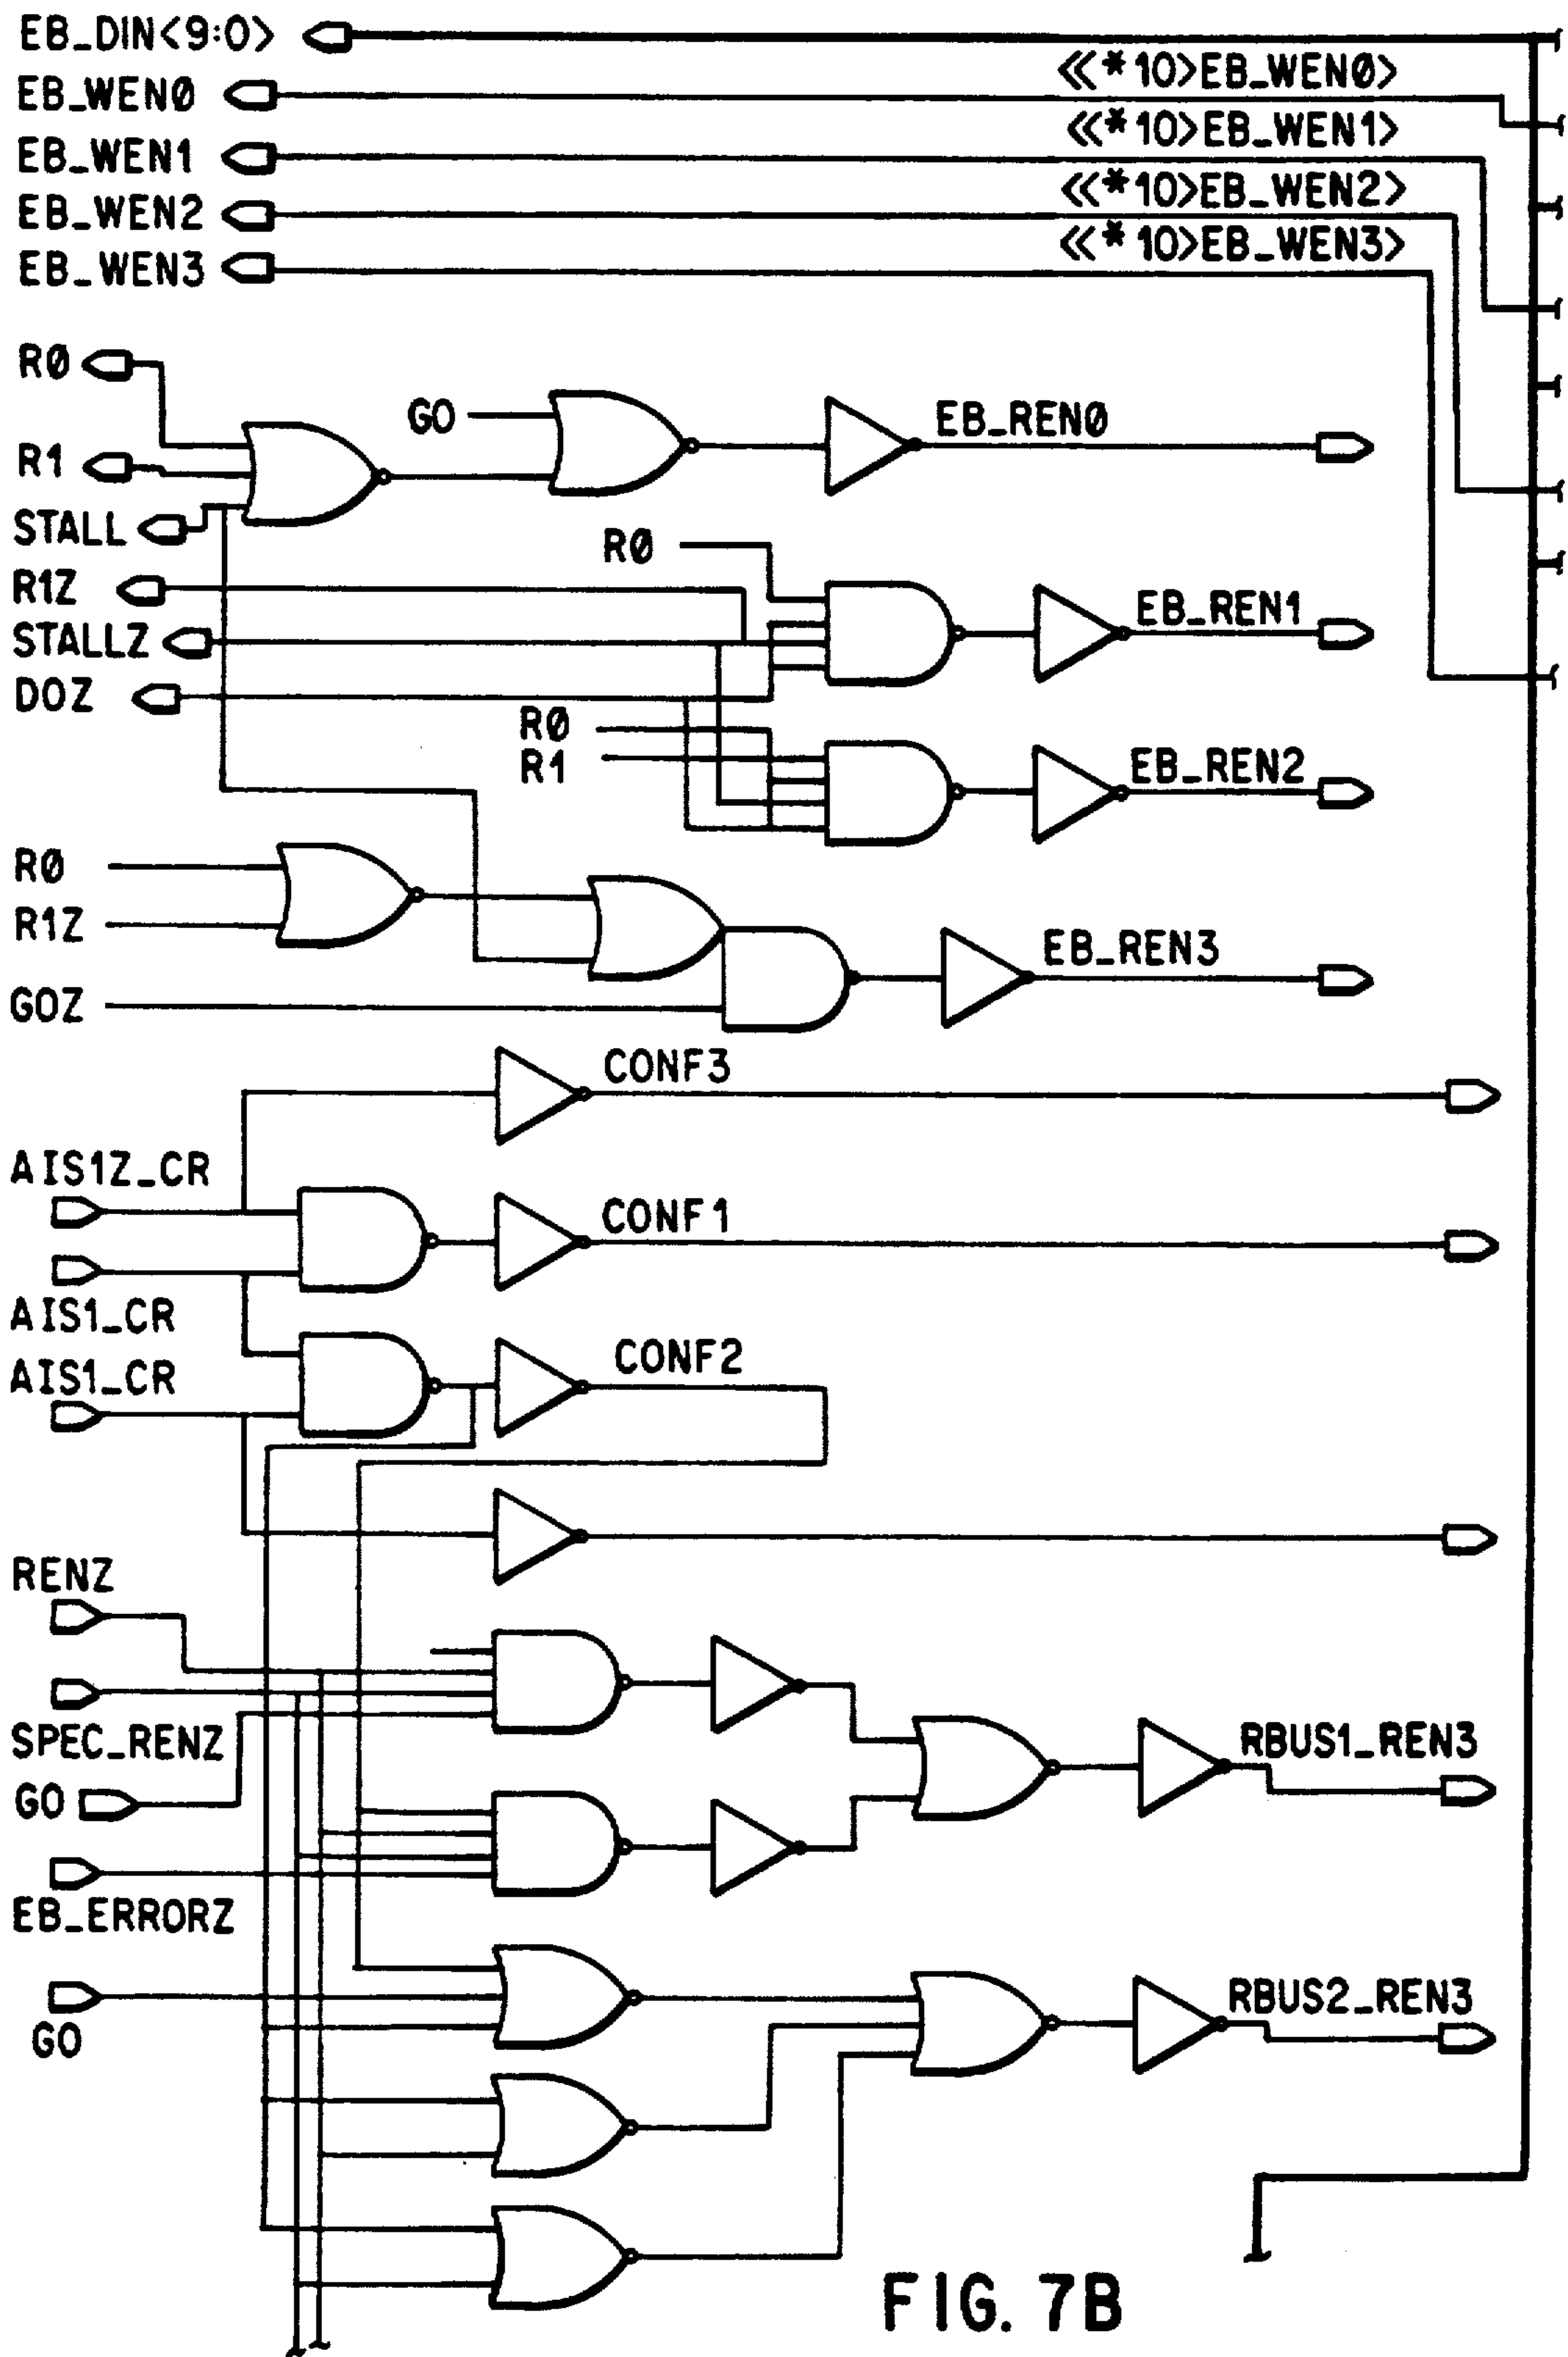 EB_DIN<9:0>
<<*10>EB_WEN0>
EB_WEN0
<<*10>EB_WEN1>
EB_WEN1
<<*10>EB_WEN2>
EB_WEN2
<<*10>EB_WEN3>
EB_WEN3
R0
GO
EB_REN0
R1
STALL
R0
R1Z
EB_REN1
STALLZ
DOZ
R0
R1
EB_REN2
R0
R1Z
EB_REN3
GOZ
CONF3
AIS1Z_CR
CONF1
AIS1_CR
CONF2
AIS1_CR
RENZ
SPEC_RENZ
RBUS1_REN3
GO
EB_ERRORZ
RBUS2_REN3
GO
FIG. 7B